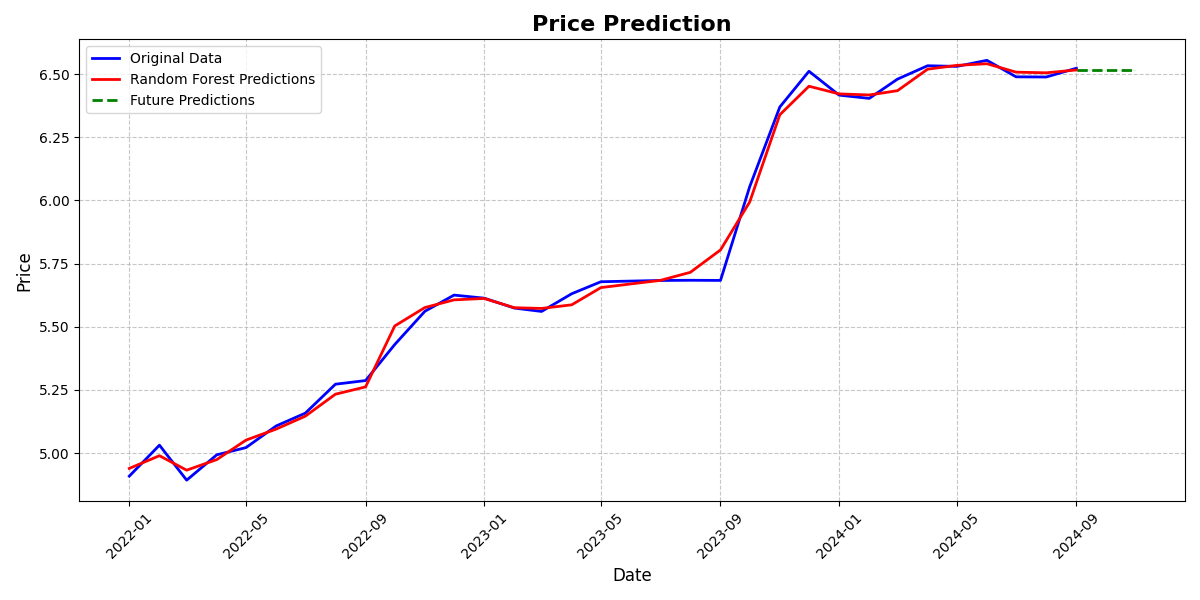 Price Prediction
Original Data
Random Forest Predictions
Future Predictions
Price
6.50
6.25
6.00
5.75
5.50
5.25
5.00
2022-01
2022-05
2022-09
2023-01
2023-05
2023-09
2024-01
2024-05
2024-09
Date